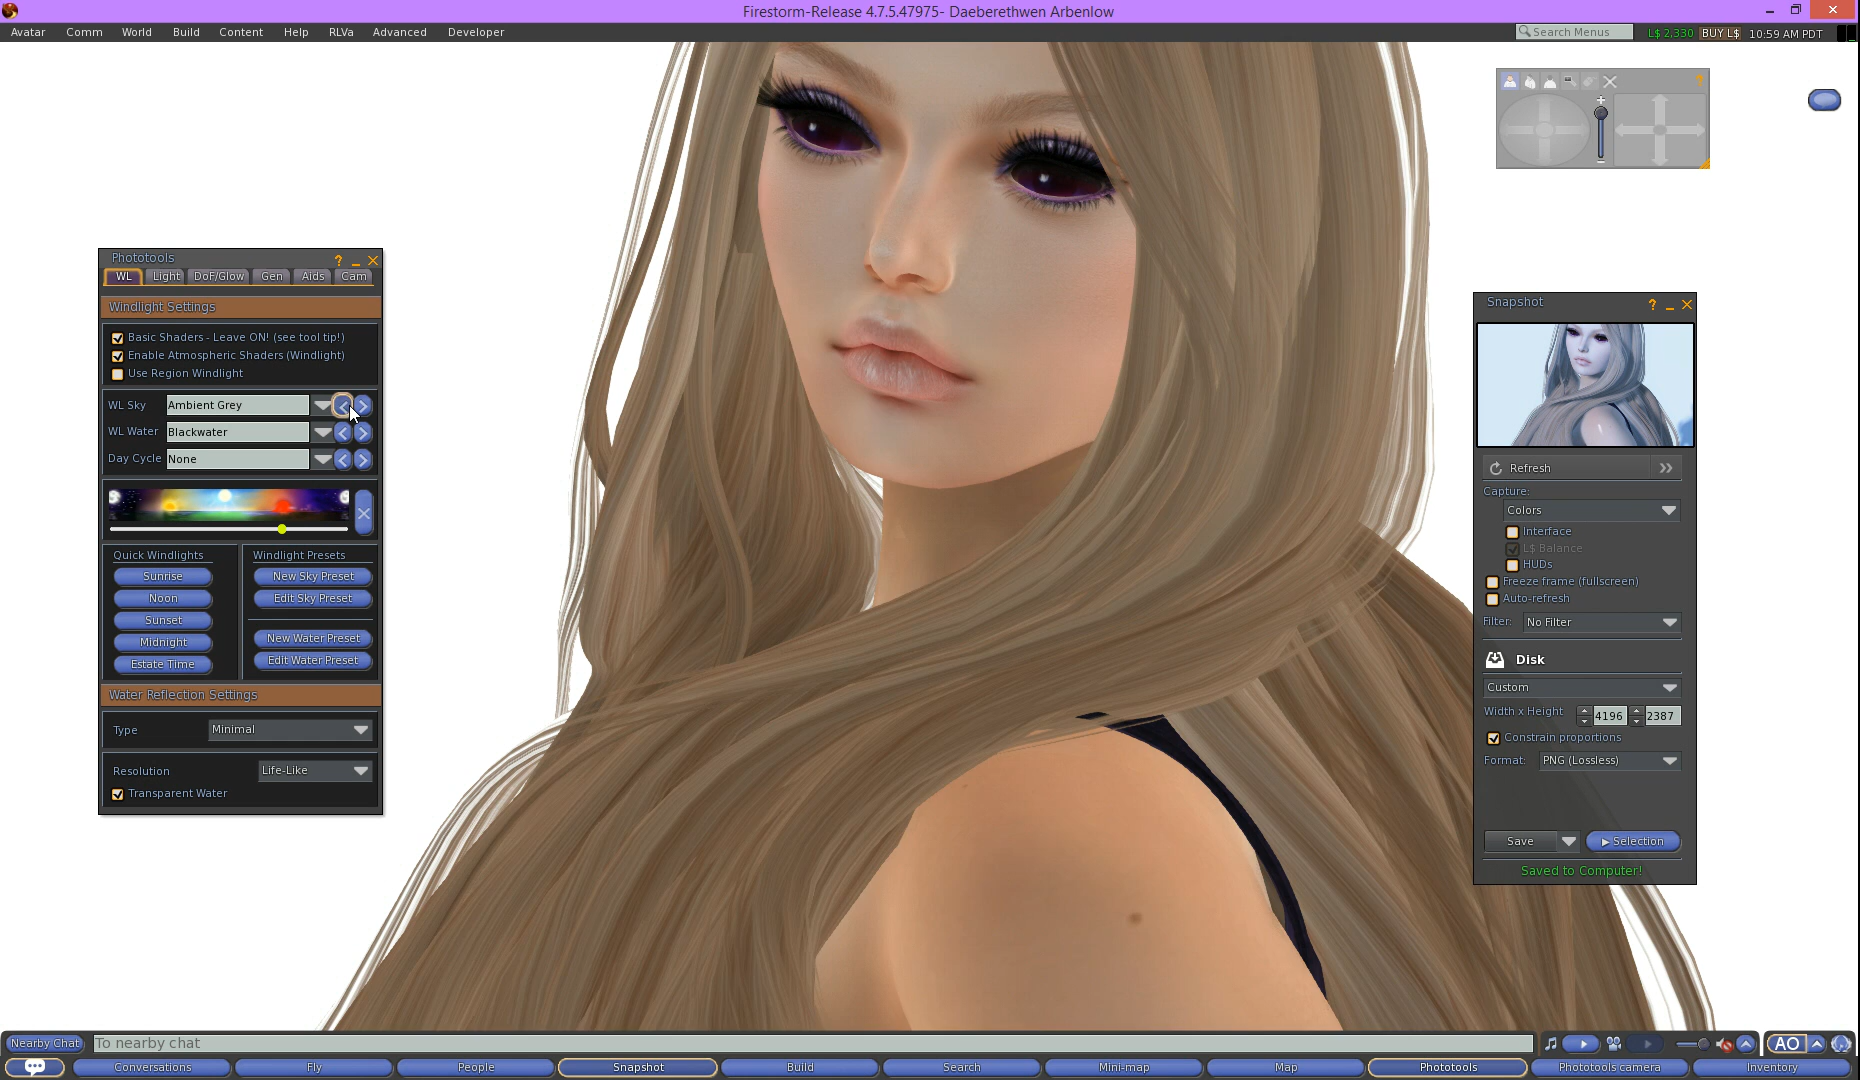 Firestorm-Release 4.7.5.47975- Daeberethwen Arbenlow
Avatar Comm World Build Content Help RLVa Advanced Developer
Search Menus
L$ 2,330 BUY L$ 10:59 AM PDT
Phototools
WL Light DoF/Glow Gen Aids Cam
Windlight Settings
Basic Shaders - Leave ON! (see tool tip!)
Enable Atmospheric Shaders (Windlight)
Use Region Windlight
WL Sky Ambient Grey
WL Water Blackwater
Day Cycle None
Quick Windlights
Sunrise
Noon
Sunset
Midnight
Estate Time
Windlight Presets
New Sky Preset
Edit Sky Preset
New Water Preset
Edit Water Preset
Water Reflection Settings
Type Minimal
Resolution Life-Like
Transparent Water
Snapshot
Refresh
Capture:
Colors
Interface
L$ Balance
HUDs
Freeze frame (fullscreen)
Auto-refresh
Filter: No Filter
Disk
Custom
Width x Height 4196 2387
Constrain proportions
Format: PNG (Lossless)
Save Selection
Saved to Computer!
Nearby Chat To nearby chat
AO
Conversations Fly People Snapshot Build Search Mini-map Map Phototools Phototools camera Inventory